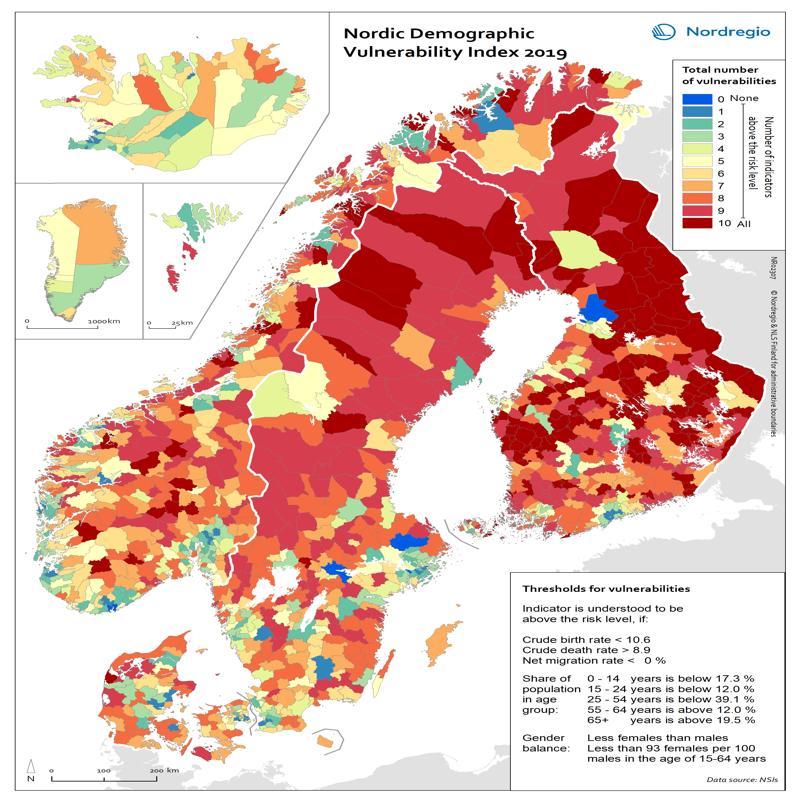 Nordic Demographic
Vulnerability Index 2019
Nordregio
Total number
of vulnerabilities
0 None
1
2
3
4
5
6
7
8
9
10 All
Number of indicators
above the risk level
1000km
0
25km
0
NR02307
© Nordregio & NLS Finland for administrative boundaries
Thresholds for vulnerabilities
Indicator is understood to be
above the risk level, if:
Crude birth rate < 10.6
Crude death rate > 8.9
Net migration rate < 0 %
Share of 0 - 14 years is below 17.3 %
population 15 - 24 years is below 12.0 %
in age 25 - 54 years is below 39.1 %
group: 55 - 64 years is above 12.0 %
65+ years is above 19.5 %
Gender Less females than males
balance: Less than 93 females per 100
males in the age of 15-64 years
Data source: NSIs
N
0 100 200 km